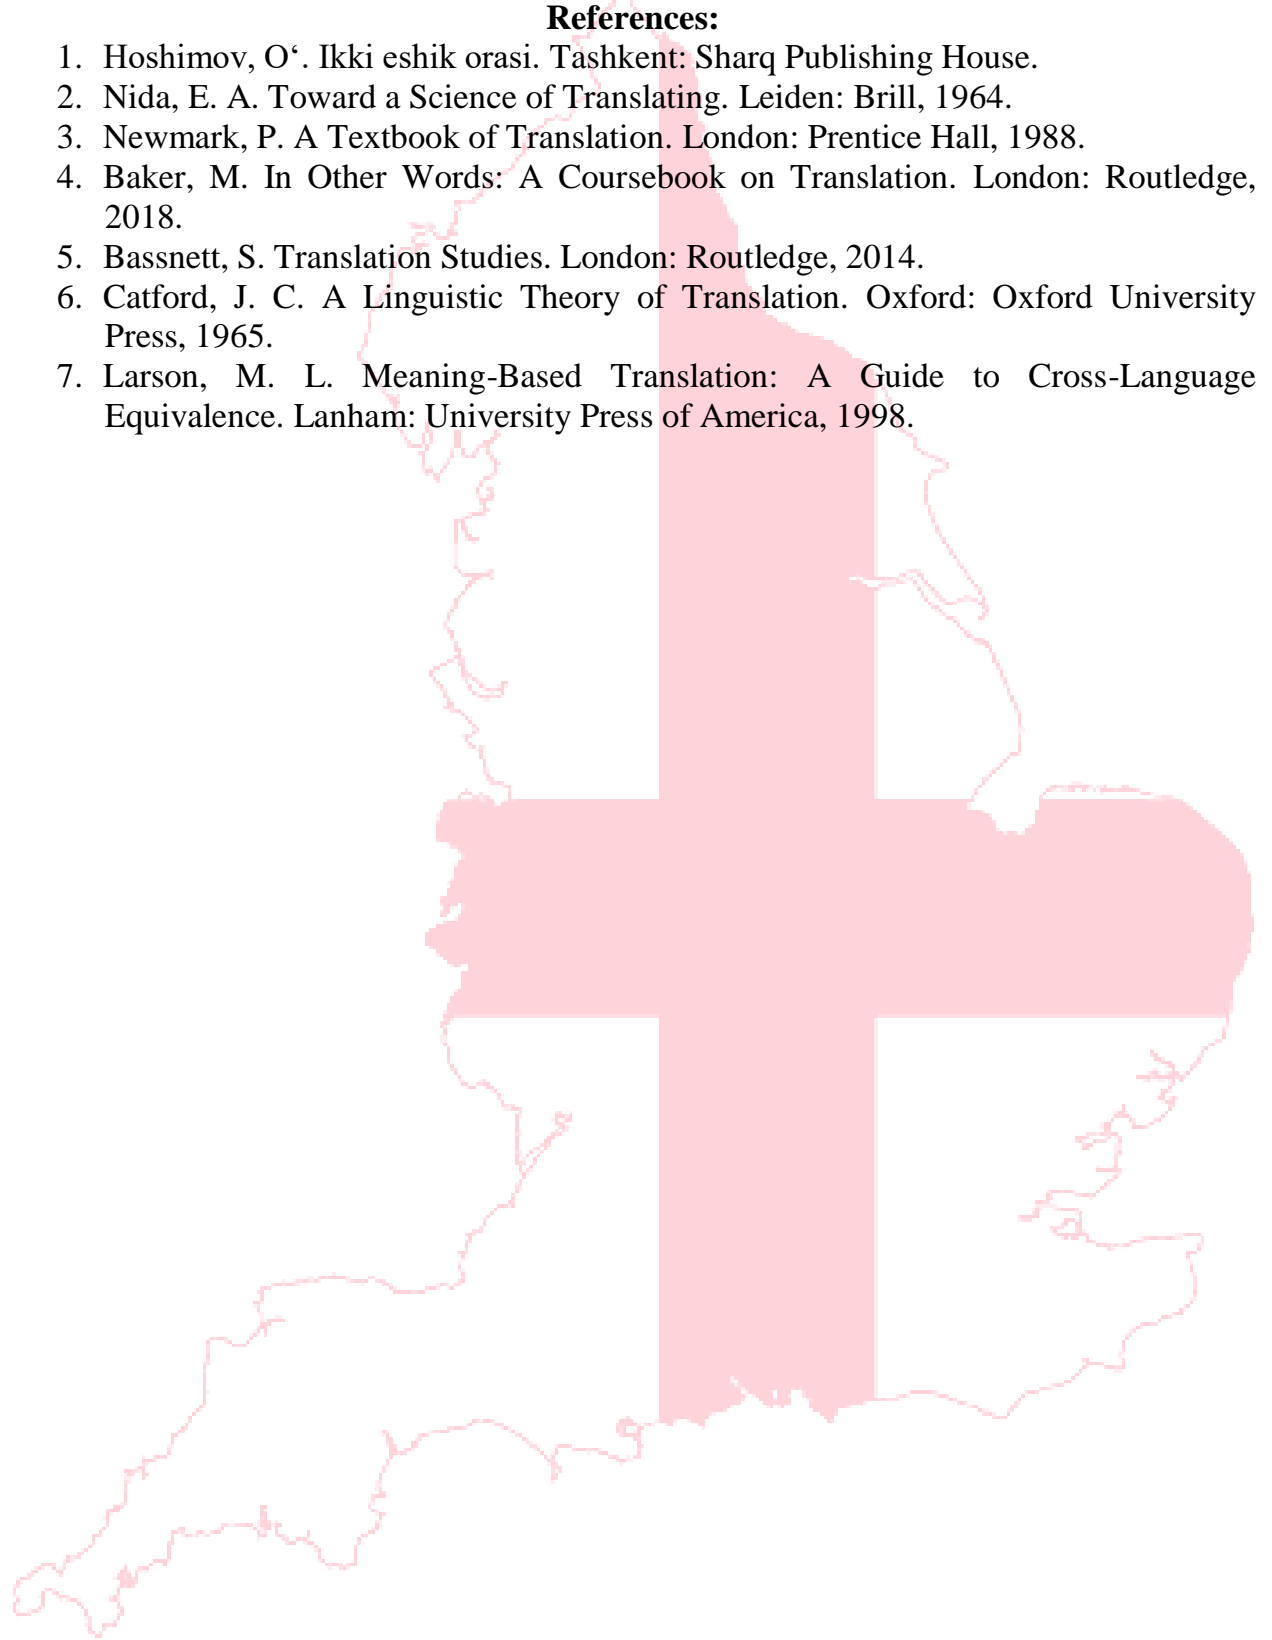 References:
1. Hoshimov, O‘. Ikki eshik orasi. Tashkent: Sharq Publishing House.
2. Nida, E. A. Toward a Science of Translating. Leiden: Brill, 1964.
3. Newmark, P. A Textbook of Translation. London: Prentice Hall, 1988.
4. Baker, M. In Other Words: A Coursebook on Translation. London: Routledge,
2018.
5. Bassnett, S. Translation Studies. London: Routledge, 2014.
6. Catford, J. C. A Linguistic Theory of Translation. Oxford: Oxford University
Press, 1965.
7. Larson, M. L. Meaning-Based Translation: A Guide to Cross-Language
Equivalence. Lanham: University Press of America, 1998.